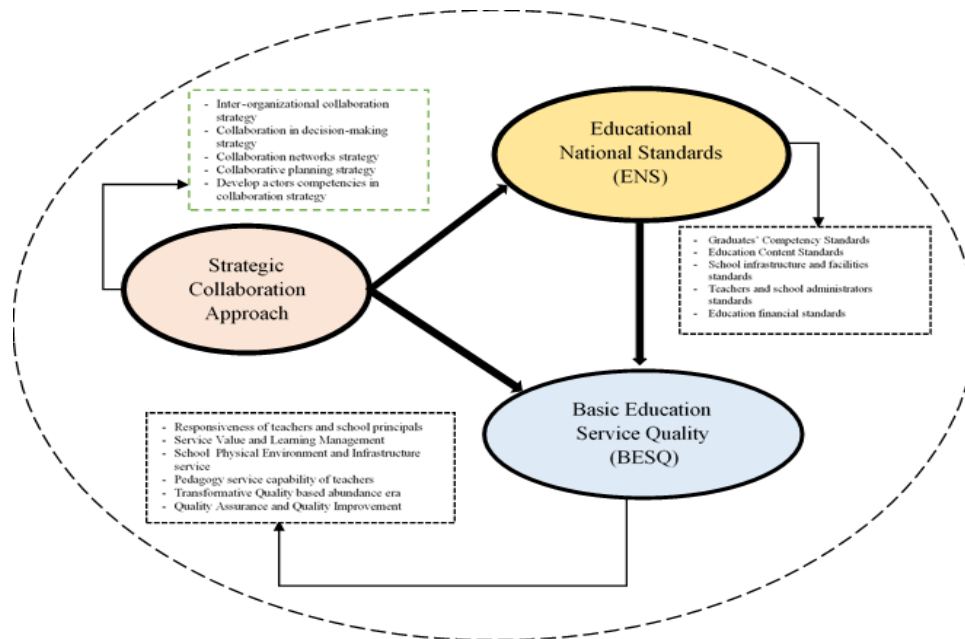 - Inter-organizational collaboration
strategy
- Collaboration in decision-making
strategy
- Collaboration networks strategy
- Collaborative planning strategy
- Develop actors competencies in
collaboration strategy
Educational
National Standards
(ENS)
Strategic
Collaboration
Approach
- Graduates' Competency Standards
- Education Content Standards
- School infrastructure and facilities
standards
- Teachers and school administrators
standards
- Education financial standards
Basic Education
Service Quality
(BESQ)
- Responsiveness of teachers and school principals
- Service Value and Learning Management
- School Physical Environment and Infrastructure
service
- Pedagogy service capability of teachers
- Transformative Quality based abundance era
- Quality Assurance and Quality Improvement